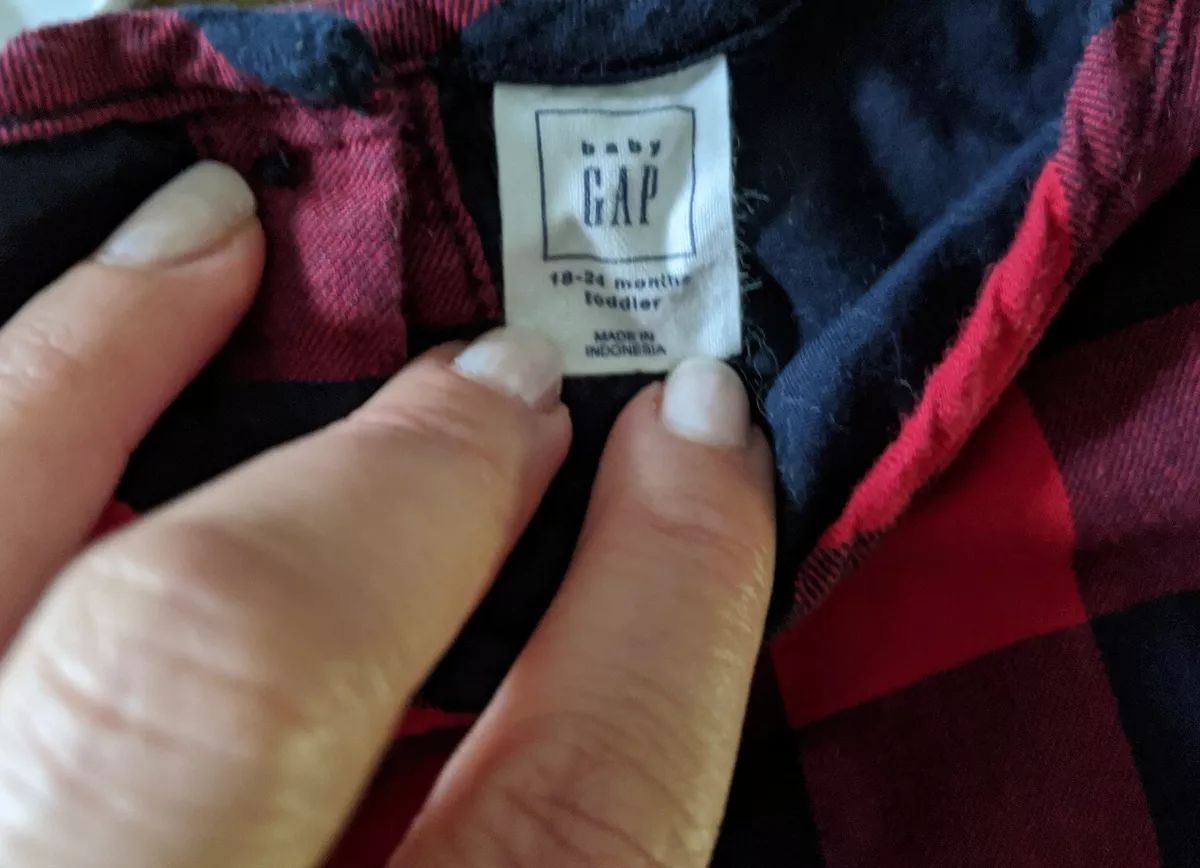 baby
GAP
18-24 months
toddler
MADE IN
INDONESIA